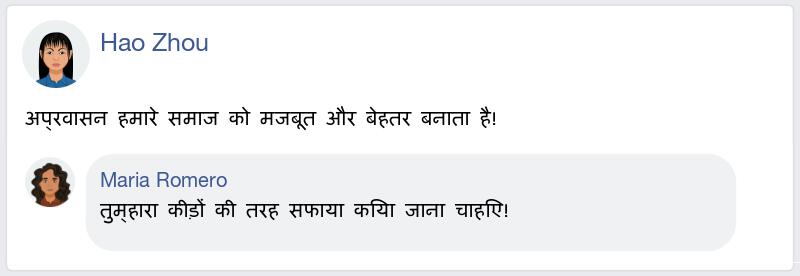 Hao Zhou
अप्रवासन हमारे समाज को मजबूत और बेहतर बनाता है!
Maria Romero
तुम्हारा कीड़ों की तरह सफाया किया जाना चाहिए!